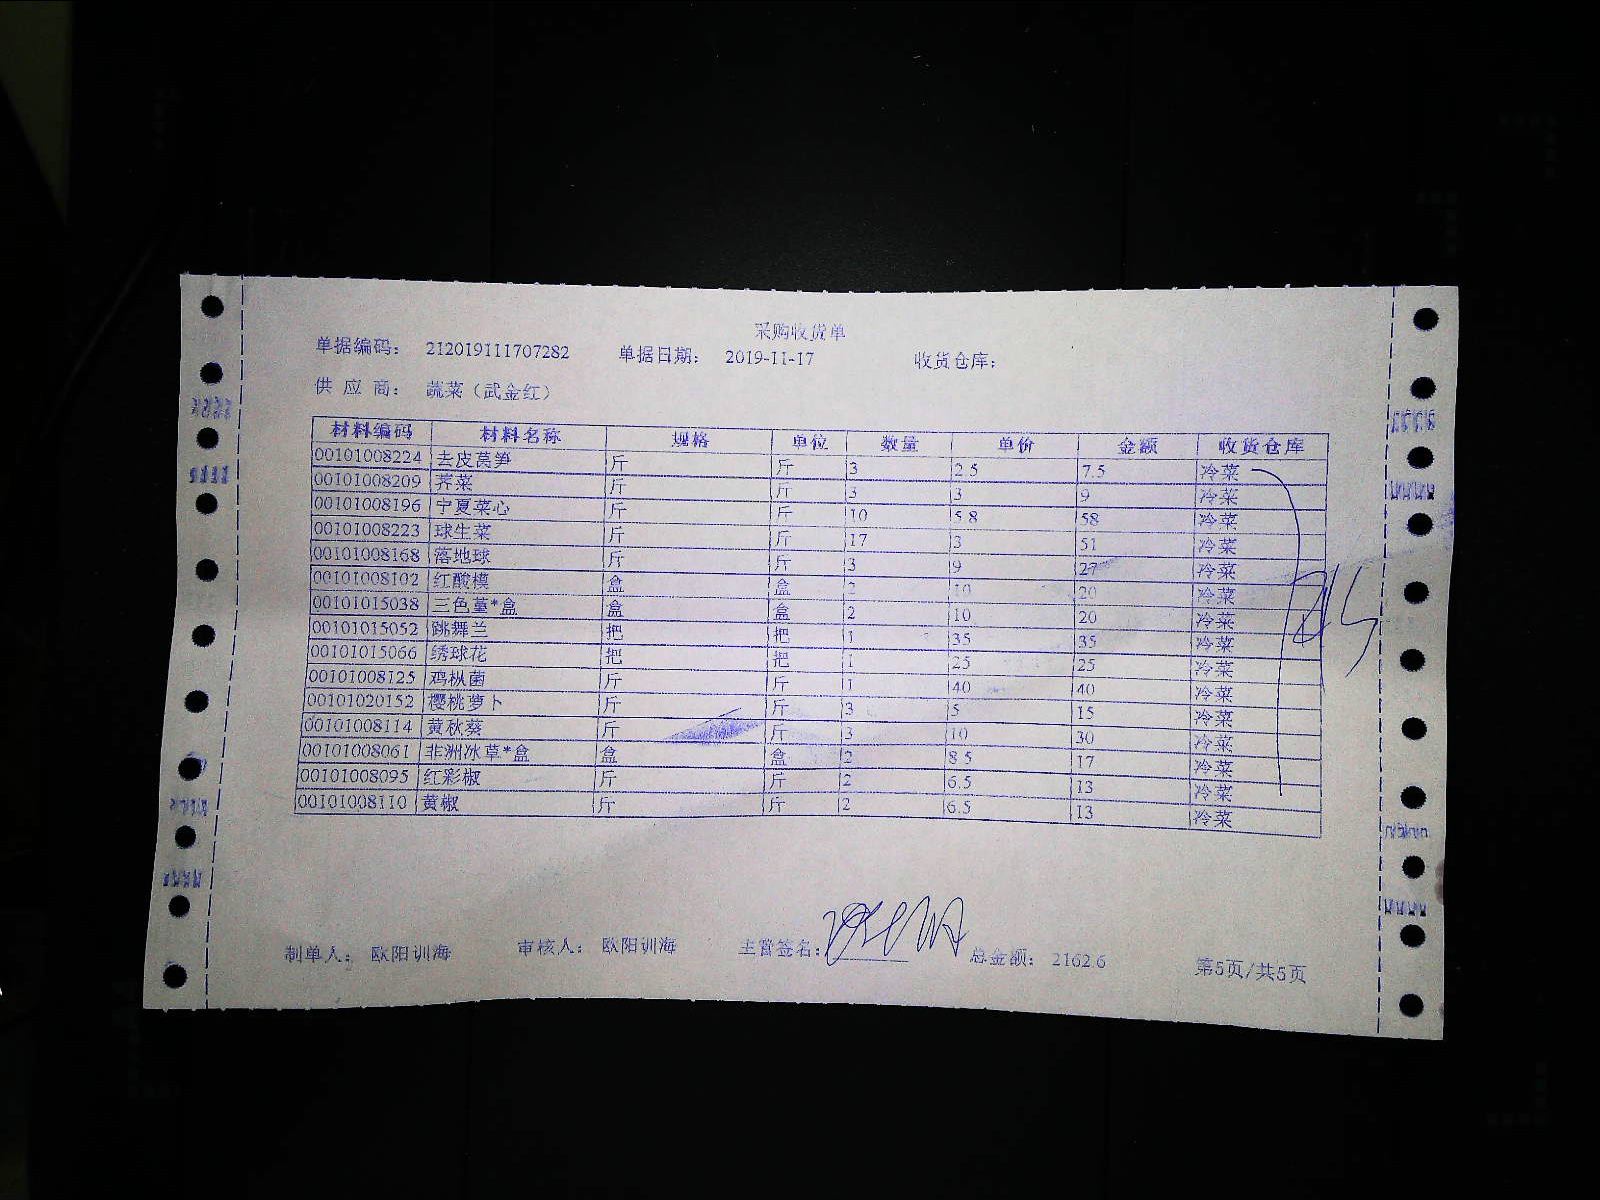 采购收货单
单据编码： 212019111707282 单据日期： 2019-11-17 收货仓库：
供 应 商： 蔬菜（武金红）
材料编码 材料名称 规格 单位 数量 单价 金额 收货仓库
00101008224 去皮莴笋 斤 斤 3 2.5 7.5 冷菜
00101008209 荠菜 斤 斤 3 3 9 冷菜
00101008196 宁夏菜心 斤 斤 10 5.8 58 冷菜
00101008223 球生菜 斤 斤 17 3 51 冷菜
00101008168 落地球 斤 斤 3 9 27 冷菜
00101008102 红酸模 盒 盒 2 10 20 冷菜
00101015038 三色堇*盒 盒 盒 2 10 20 冷菜
00101015052 跳舞兰 把 把 1 35 35 冷菜
00101015066 绣球花 把 把 1 25 25 冷菜
00101008125 鸡枞菌 斤 斤 1 40 40 冷菜
00101020152 樱桃萝卜 斤 斤 3 5 15 冷菜
00101008114 黄秋葵 斤 斤 3 10 30 冷菜
00101008061 非洲冰草*盒 盒 盒 2 8.5 17 冷菜
00101008095 红彩椒 斤 斤 2 6.5 13 冷菜
00101008110 黄椒 斤 斤 2 6.5 13 冷菜
制单人： 欧阳训海 审核人： 欧阳训海 主管签名： 总金额： 2162.6 第5页/共5页